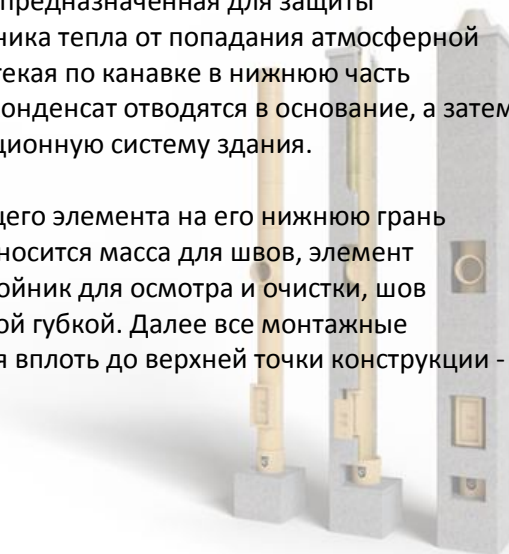 предназначенная для защиты
ника тепла от попадания атмосферной
текая по канавке в нижнюю часть
онденсат отводятся в основание, а затем
ционную систему здания.
щего элемента на его нижнюю грань
носится масса для швов, элемент
ойник для осмотра и очистки, шов
ой губкой. Далее все монтажные
я вплоть до верхней точки конструкции -